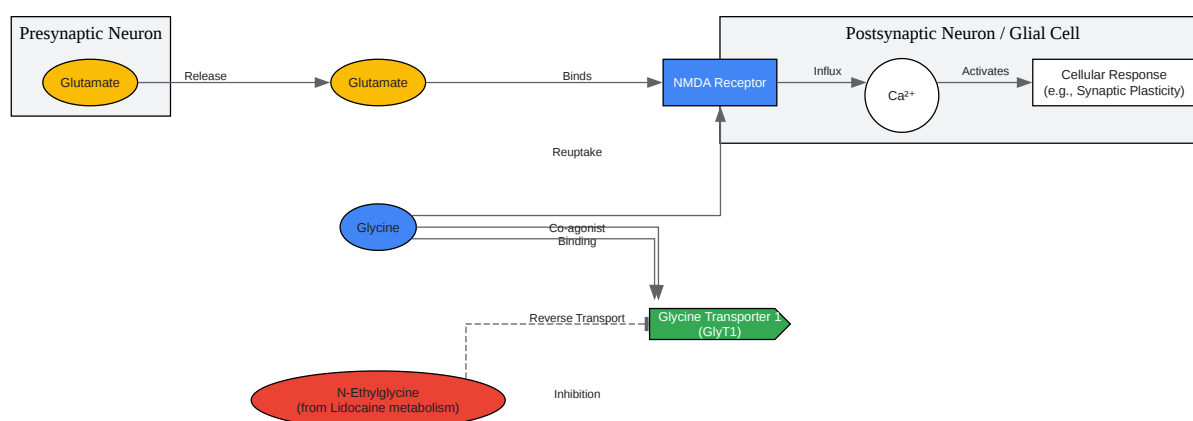 Presynaptic Neuron
Postsynaptic Neuron / Glial Cell
Glutamate
Release
Glutamate
Binds
NMDA Receptor
Influx
Ca²⁺
Activates
Cellular Response
(e.g., Synaptic Plasticity)
Reuptake
Glycine
Co-agonist
Binding
Reverse Transport
Glycine Transporter 1
(GlyT1)
N-Ethylglycine
(from Lidocaine metabolism)
Inhibition